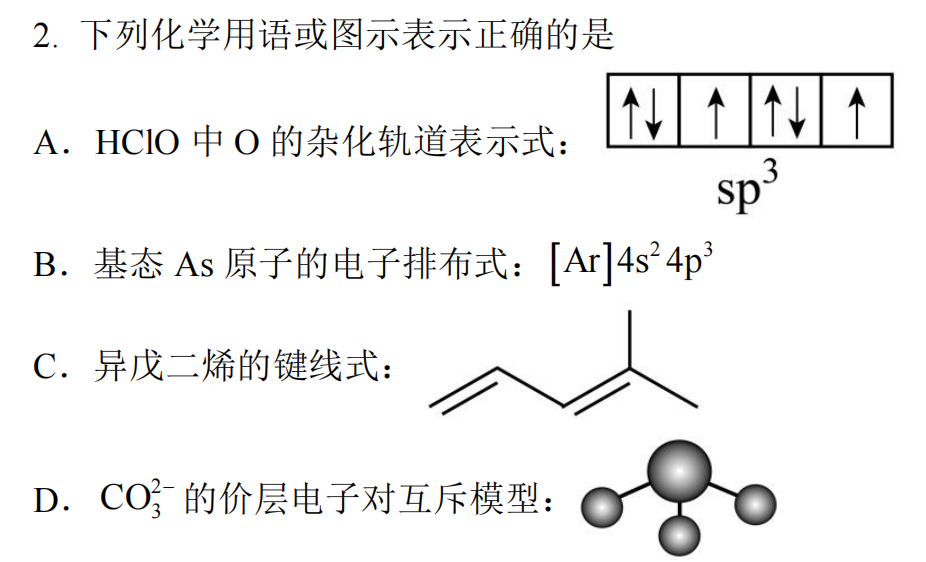 2. 下列化学用语或图示表示正确的是
A. HClO 中 O 的杂化轨道表示式：
sp³
B. 基态 As 原子的电子排布式：[Ar]4s²4p³
C. 异戊二烯的键线式：
D. CO₃²⁻ 的价层电子对互斥模型：